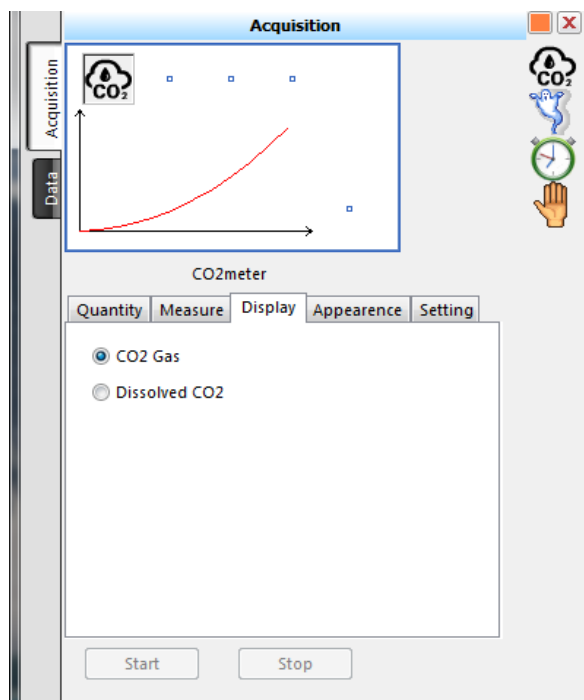 Acquisition
Acquisition
Data
CO2
CO2
CO2meter
Quantity Measure Display Appearence Setting
CO2 Gas
Dissolved CO2
Start Stop